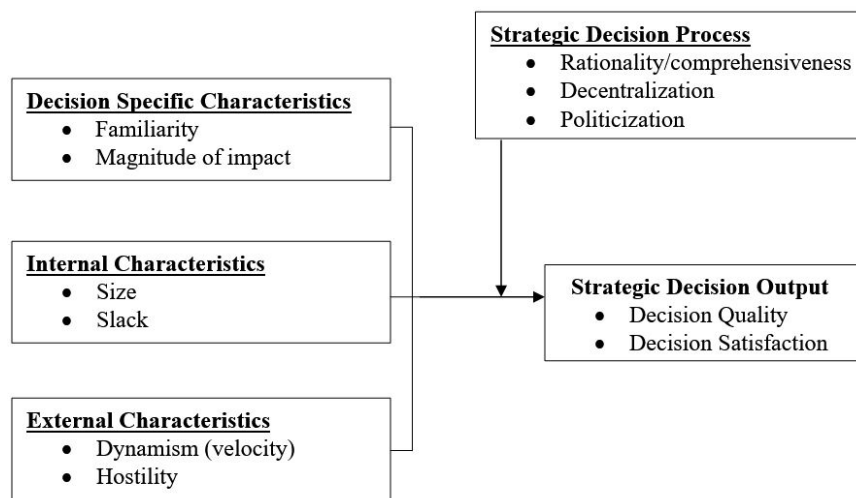 Strategic Decision Process
• Rationality/comprehensiveness
• Decentralization
• Politicization
Decision Specific Characteristics
• Familiarity
• Magnitude of impact
Internal Characteristics
• Size
• Slack
Strategic Decision Output
• Decision Quality
• Decision Satisfaction
External Characteristics
• Dynamism (velocity)
• Hostility